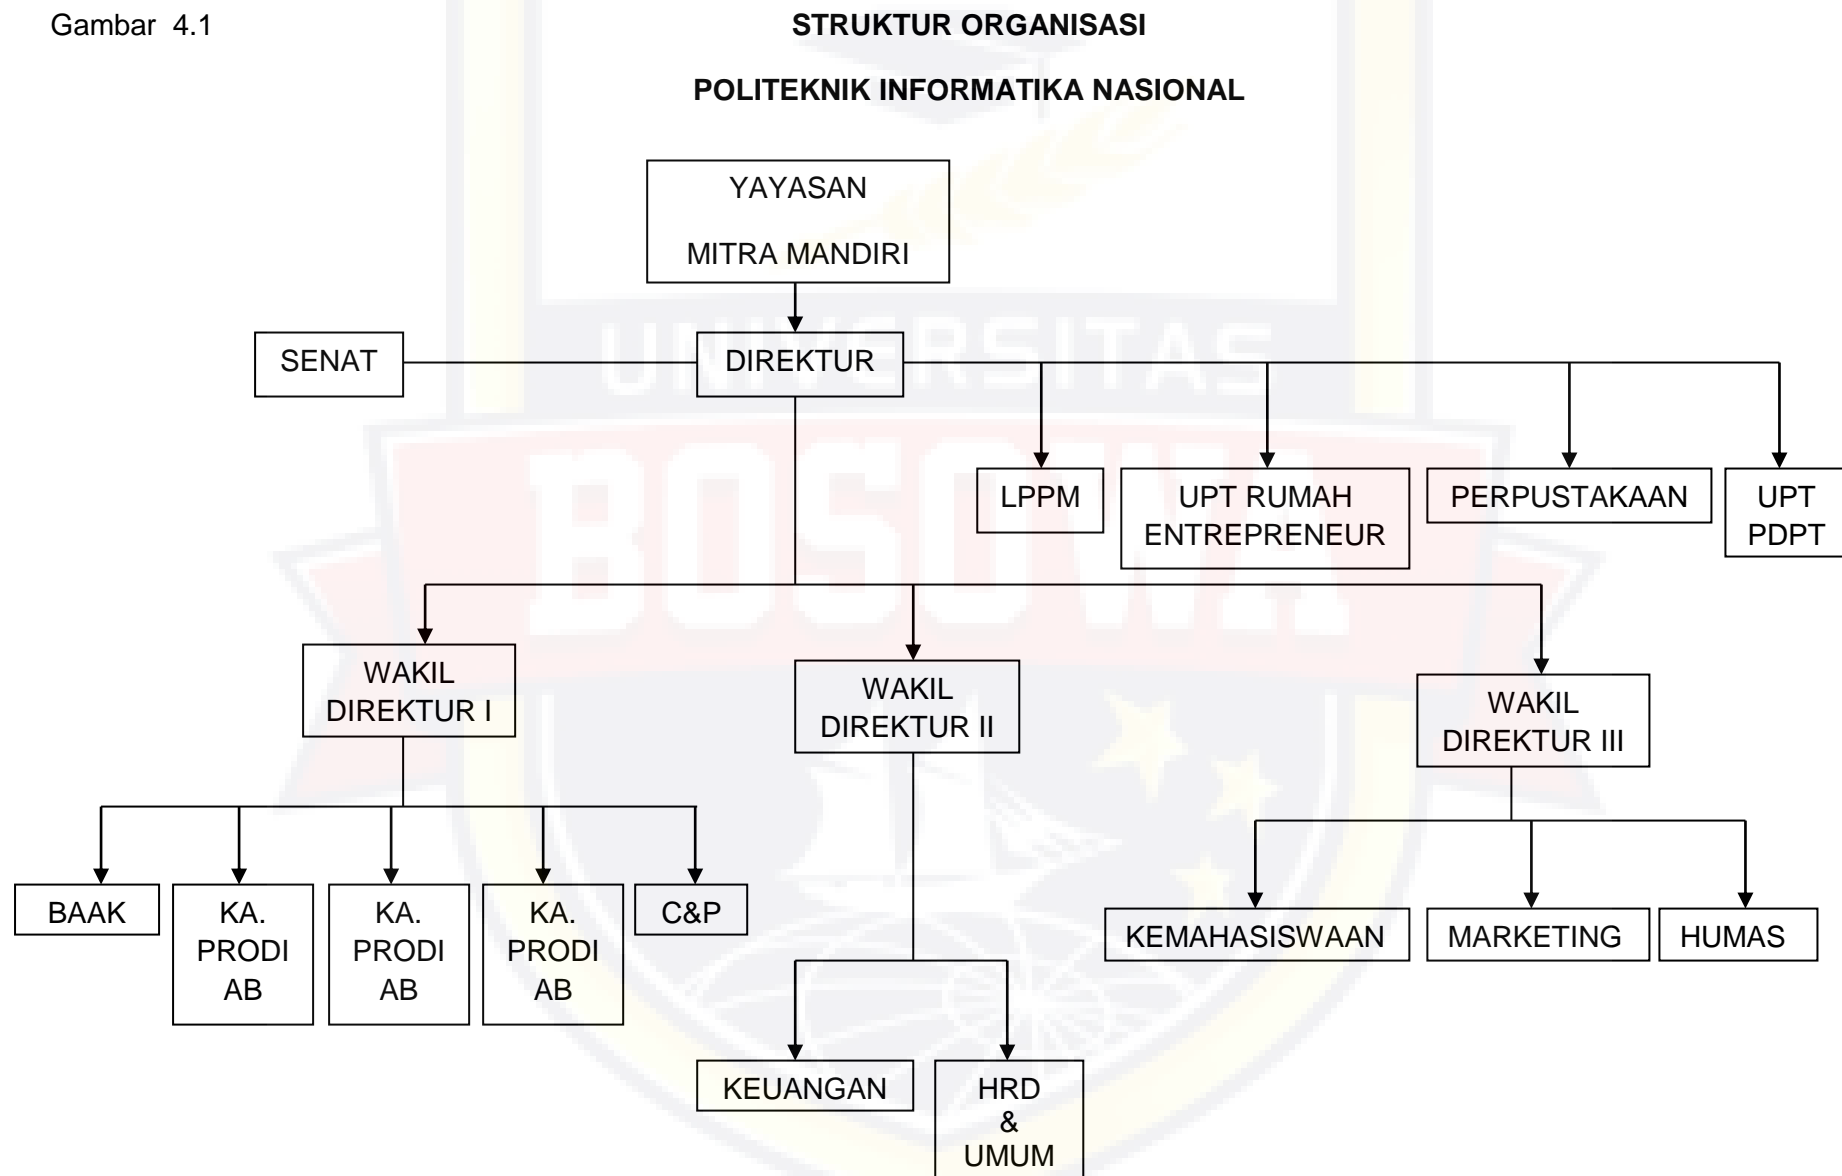 Gambar 4.1
STRUKTUR ORGANISASI
POLITEKNIK INFORMATIKA NASIONAL
YAYASAN
MITRA MANDIRI
SENAT
DIREKTUR
LPPM
UPT RUMAH
ENTREPRENEUR
PERPUSTAKAAN
UPT
PDPT
WAKIL
DIREKTUR I
WAKIL
DIREKTUR II
WAKIL
DIREKTUR III
BAAK
KA.
PRODI
AB
KA.
PRODI
AB
KA.
PRODI
AB
C&P
KEMAHASISWAAN
MARKETING
HUMAS
KEUANGAN
HRD
&
UMUM
UNIVERSITAS
BOSOWA